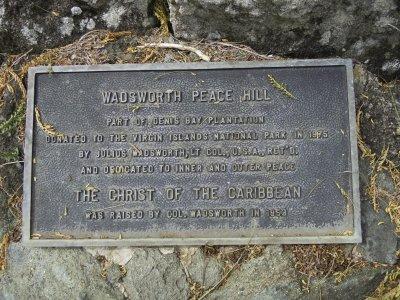 WADSWORTH PEACE HILL
PART OF DENIS BAY PLANTATION
DONATED TO THE VIRGIN ISLANDS NATIONAL PARK IN
BY JULIUS WADSWORTH, LT. COL., U.S.A., RET'D.
AND DEDICATED TO INNER AND OUTER PEACE
THE CHRIST OF THE CARIBBEAN
WAS RAISED BY COL. WADSWORTH IN 1953